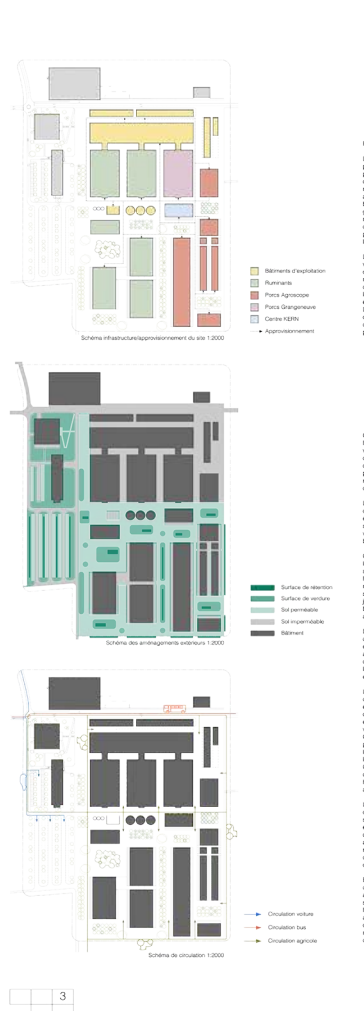 Bâtiments d'exploitation
Ruminants
Porcs Agroscope
Porcs Grangeneuve
Centre KERN
Approvisionnement
Schéma infrastructure/approvisionnement du site 1:2000
Surface de rétention
Surface de verdure
Sol perméable
Sol imperméable
Bâtiment
Schéma des aménagements extérieurs 1:2000
Circulation voiture
Circulation bus
Circulation agricole
Schéma de circulation 1:2000
3